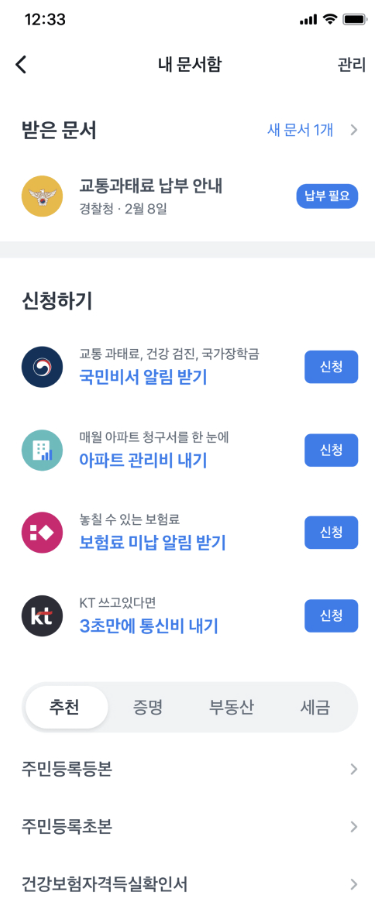 12:33
내 문서함
관리
받은 문서
새 문서 1개
교통과태료 납부 안내
경찰청 · 2월 8일
납부 필요
신청하기
교통 과태료, 건강 검진, 국가장학금
국민비서 알림 받기
신청
매월 아파트 청구서를 한 눈에
아파트 관리비 내기
신청
놓칠 수 있는 보험료
보험료 미납 알림 받기
신청
kt
KT 쓰고있다면
3초만에 통신비 내기
신청
추천
증명
부동산
세금
주민등록등본
주민등록초본
건강보험자격득실확인서